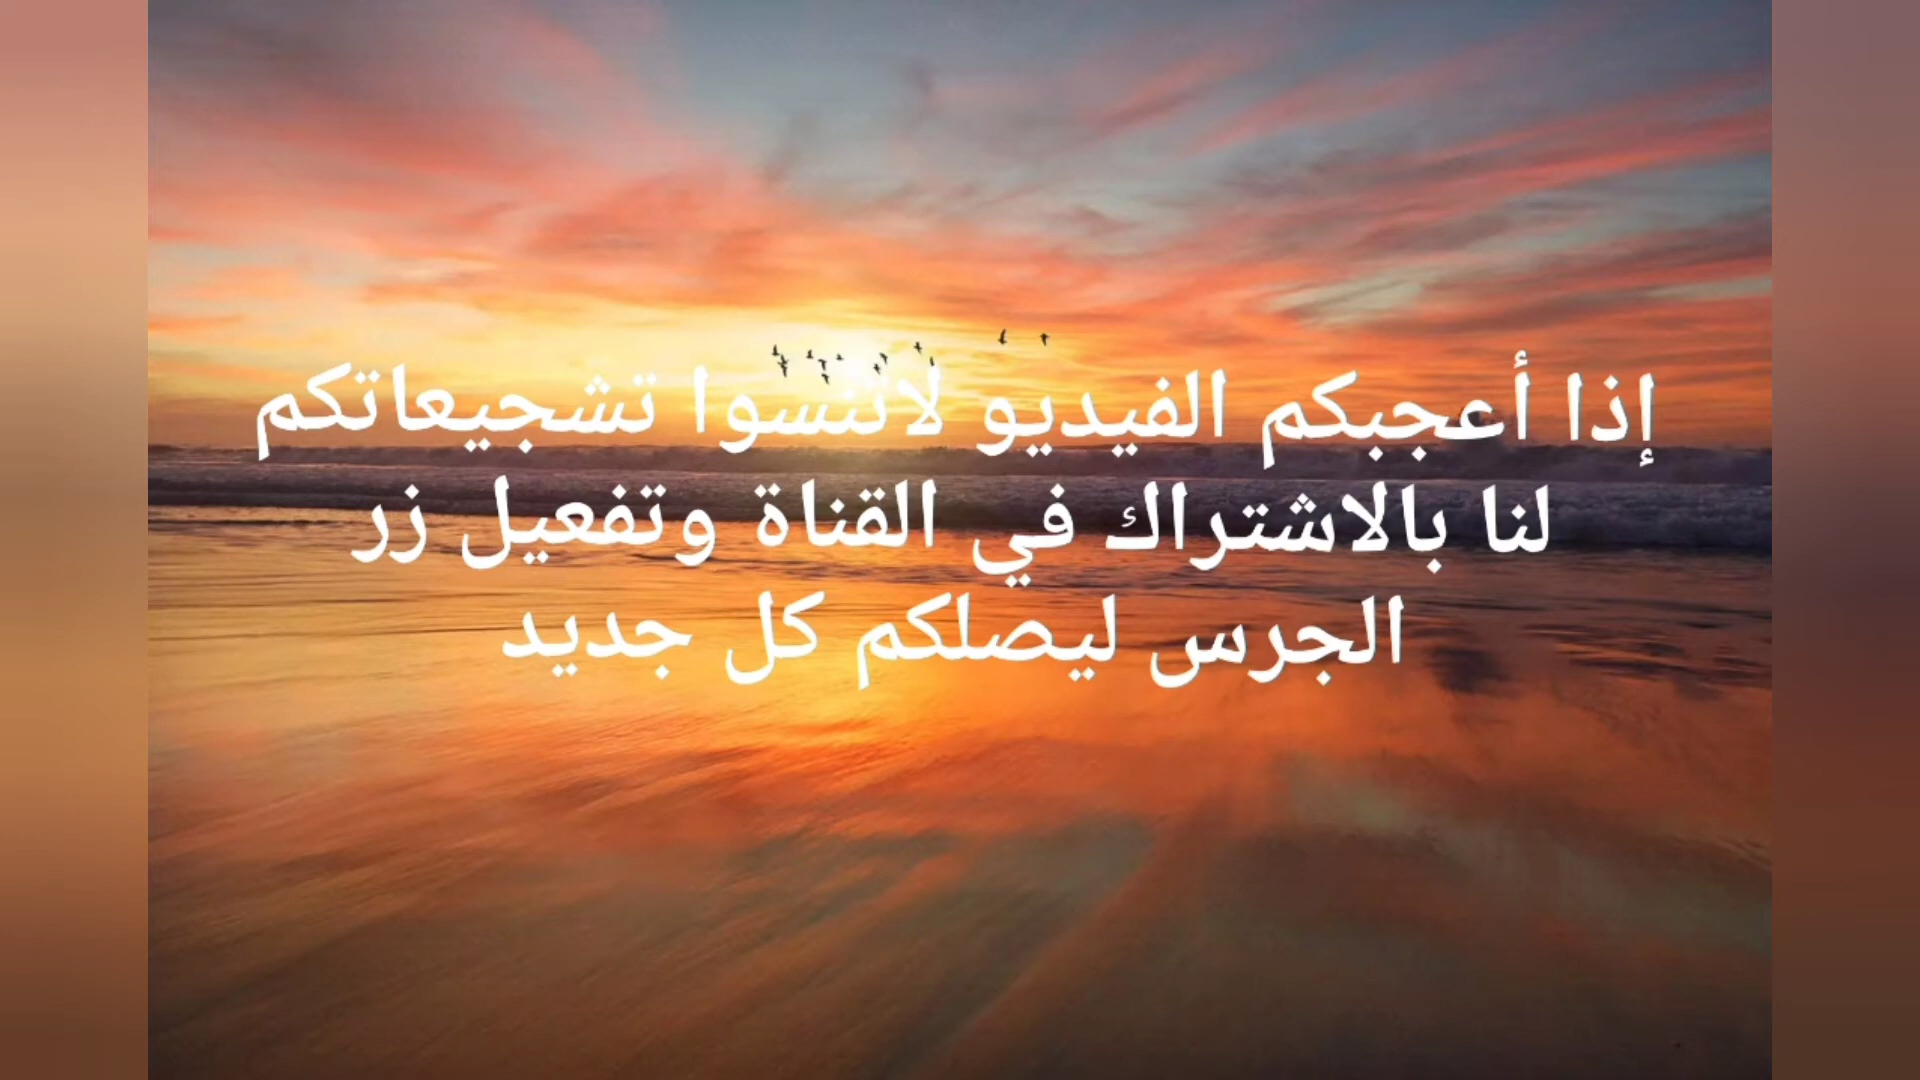 إذا أعجبكم الفيديو لاتنسوا تشجيعاتكم
لنا بالاشتراك في القناة وتفعيل زر
الجرس ليصلكم كل جديد